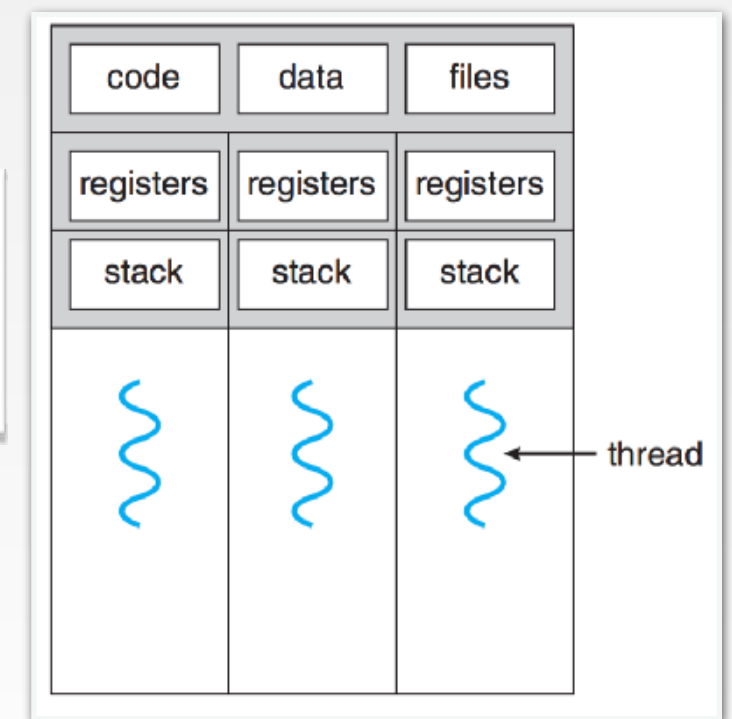 code data files
registers registers registers
stack stack stack
thread